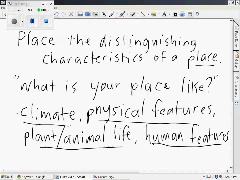 Place the distinguishing
characteristics of a place.
"What is your place like?"
climate, physical features,
plant/animal life, human features